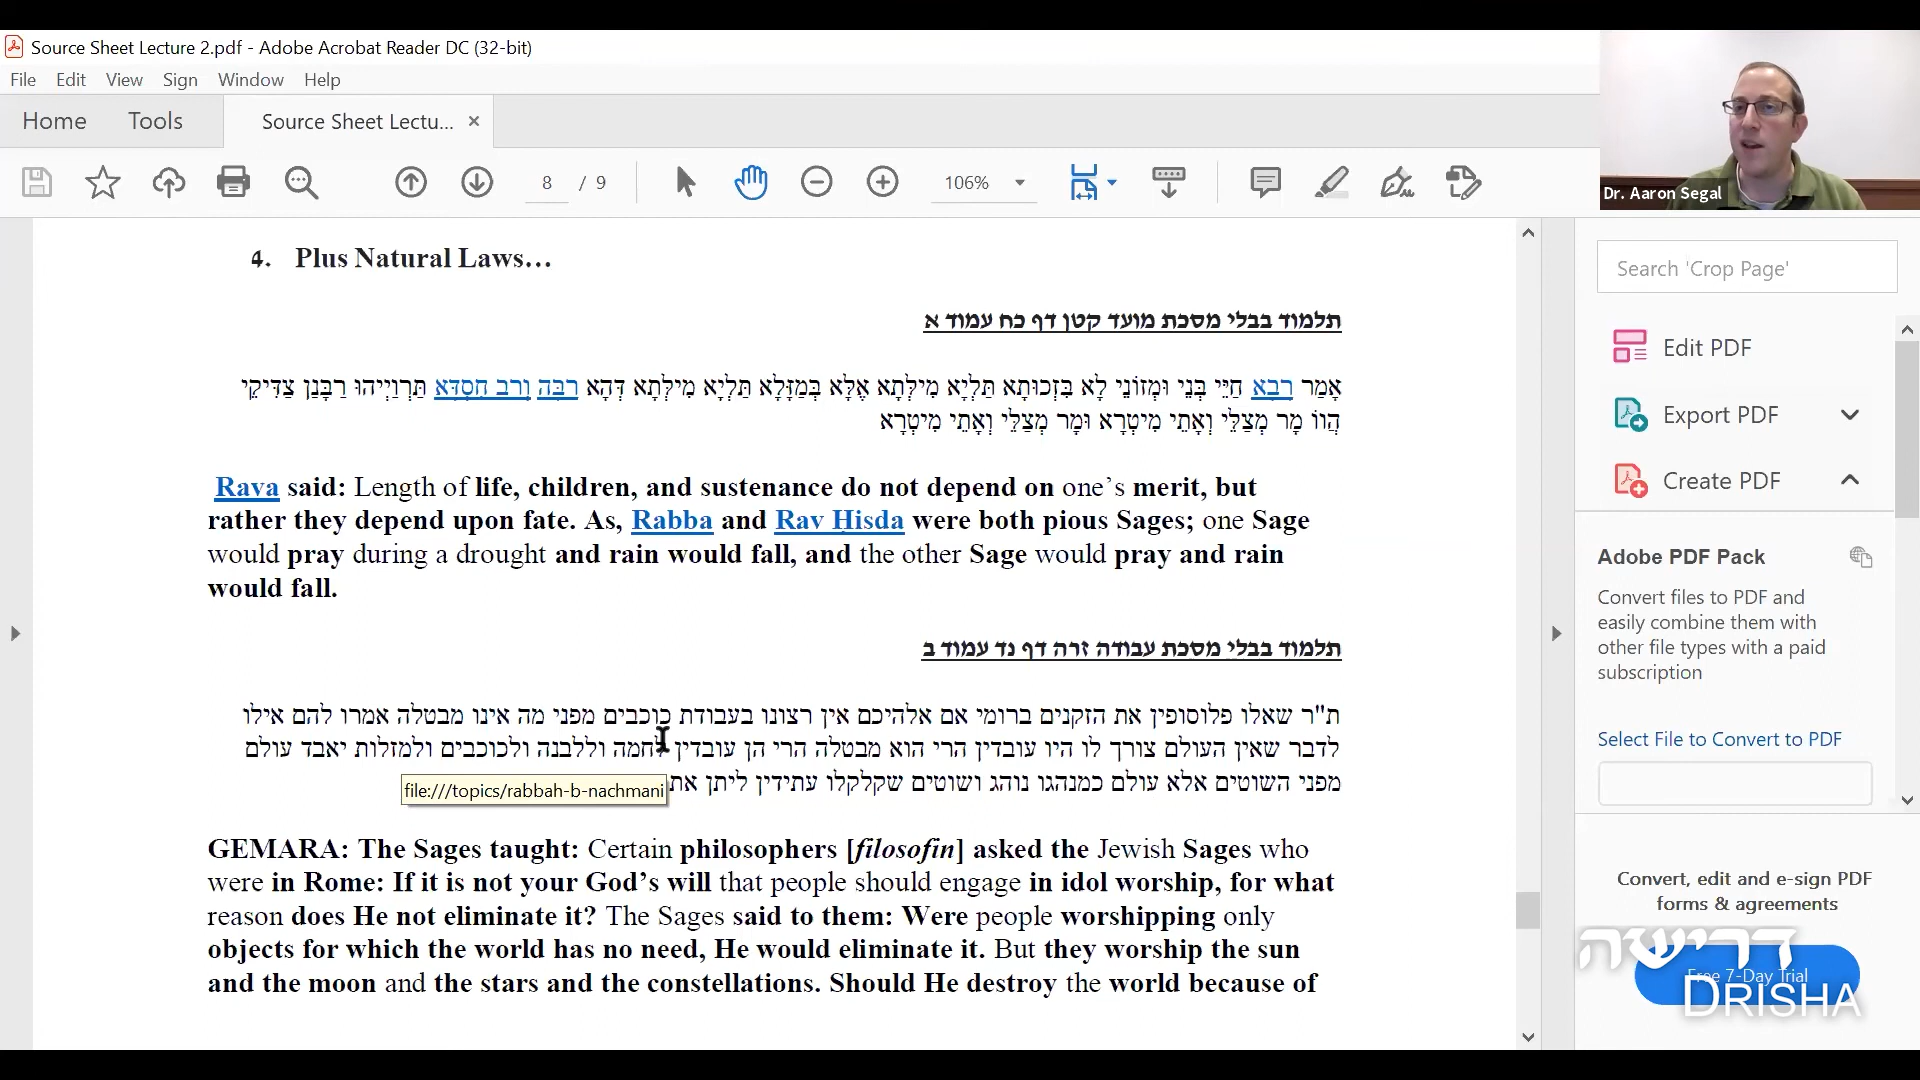 Source Sheet Lecture 2.pdf - Adobe Acrobat Reader DC (32-bit)
File Edit View Sign Window Help
Home Tools Source Sheet Lectu... ×
8 / 9 106%
Dr. Aaron Segal
4. Plus Natural Laws…
תלמוד בבלי מסכת מועד קטן דף כח עמוד א
אָמַר רָבָא חַיֵּי בְּנֵי וּמְזוֹנֵי לָא בִּזְכוּתָא תַּלְיָא מִילְּתָא אֶלָּא בְּמַזָּלָא תַּלְיָא מִילְּתָא דְּהָא רַבָּה וְרַב חִסְדָּא תַּרְוַיְיהוּ רַבָּנַן צַדִּיקֵי
הֲווֹ מָר מְצַלֵּי וְאָתֵי מִיטְרָא וּמָר מְצַלֵּי וְאָתֵי מִיטְרָא
Rava said: Length of life, children, and sustenance do not depend on one’s merit, but
rather they depend upon fate. As, Rabba and Rav Ḥisda were both pious Sages; one Sage
would pray during a drought and rain would fall, and the other Sage would pray and rain
would fall.
תלמוד בבלי מסכת עבודה זרה דף נד עמוד ב
ת"ר שאלו פלוסופין את הזקנים ברומי אם אלהיכם אין רצונו בעבודת כוכבים מפני מה אינו מבטלה אמרו להם אילו
לדבר שאין העולם צורך לו היו עובדין הרי הוא מבטלה הרי הן עובדין לחמה וללבנה ולכוכבים ולמזלות יאבד עולם
מפני השוטים אלא עולם כמנהגו נוהג ושוטים שקלקלו עתידין ליתן את
file:///topics/rabbah-b-nachmani
GEMARA: The Sages taught: Certain philosophers [filosofin] asked the Jewish Sages who
were in Rome: If it is not your God’s will that people should engage in idol worship, for what
reason does He not eliminate it? The Sages said to them: Were people worshipping only
objects for which the world has no need, He would eliminate it. But they worship the sun
and the moon and the stars and the constellations. Should He destroy the world because of
Search 'Crop Page'
Edit PDF
Export PDF
Create PDF
Adobe PDF Pack
Convert files to PDF and
easily combine them with
other file types with a paid
subscription
Select File to Convert to PDF
Convert, edit and e-sign PDF
forms & agreements
Free 7-Day Trial
דרישה
DRISHA